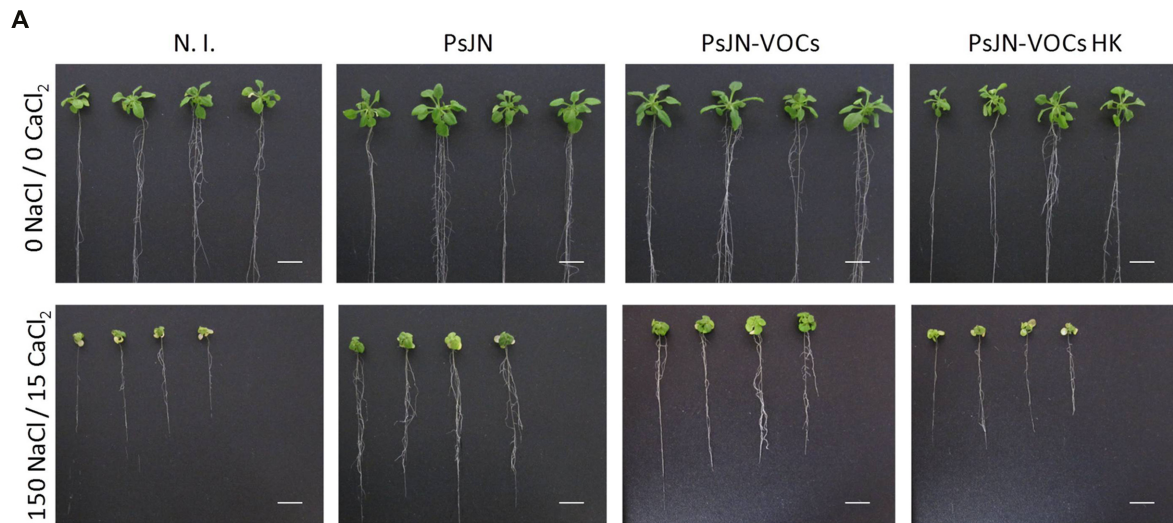 A
N. I.
PsJN
PsJN-VOCs
PsJN-VOCs HK
0 NaCl / 0 CaCl₂
150 NaCl / 15 CaCl₂